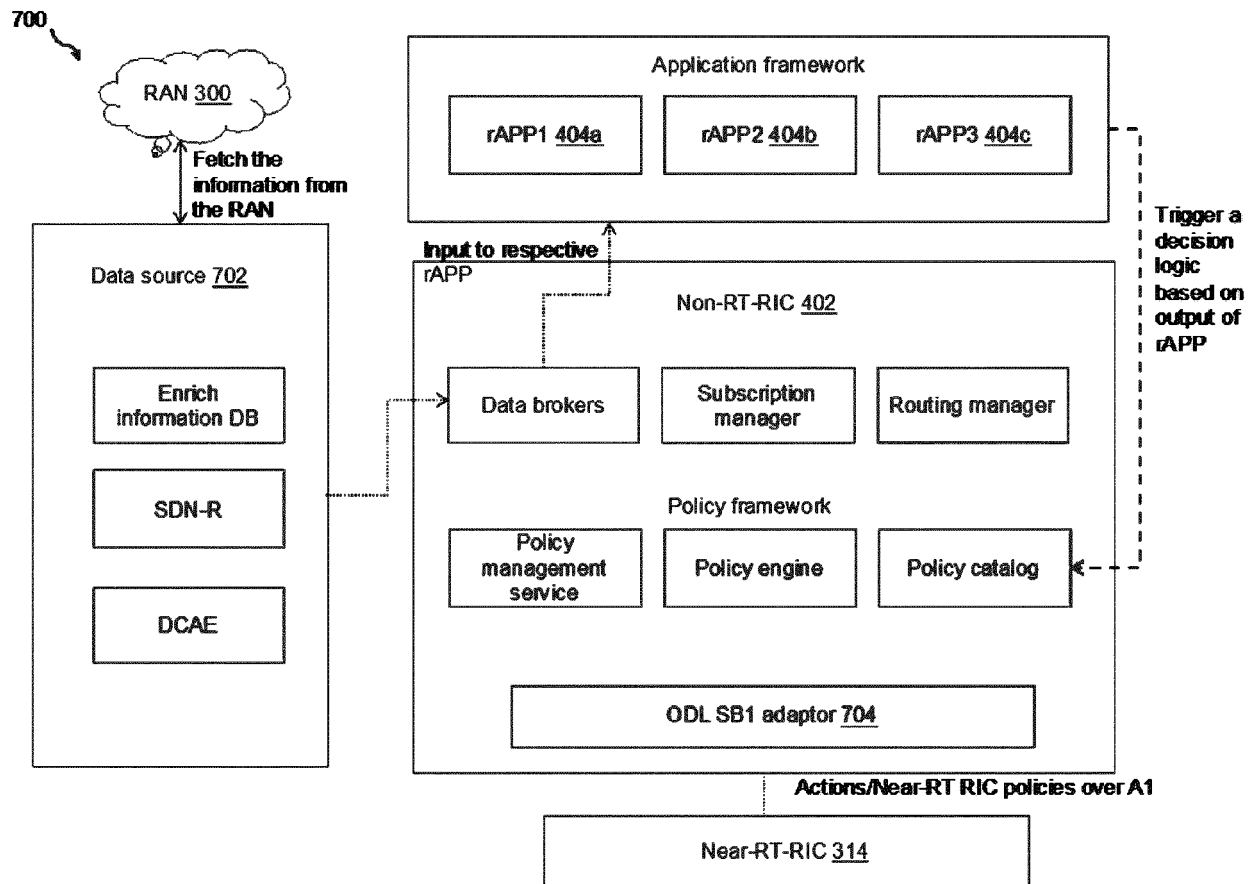 700
RAN 300
Fetch the
information from
the RAN
Data source 702
Enrich
information DB
SDN-R
DCAE
Application framework
rAPP1 404a
rAPP2 404b
rAPP3 404c
Trigger a
decision
logic
based on
output of
rAPP
Input to respective
rAPP
Non-RT-RIC 402
Data brokers
Subscription
manager
Routing manager
Policy framework
Policy
management
service
Policy engine
Policy catalog
ODL SB1 adaptor 704
Actions/Near-RT RIC policies over A1
Near-RT-RIC 314